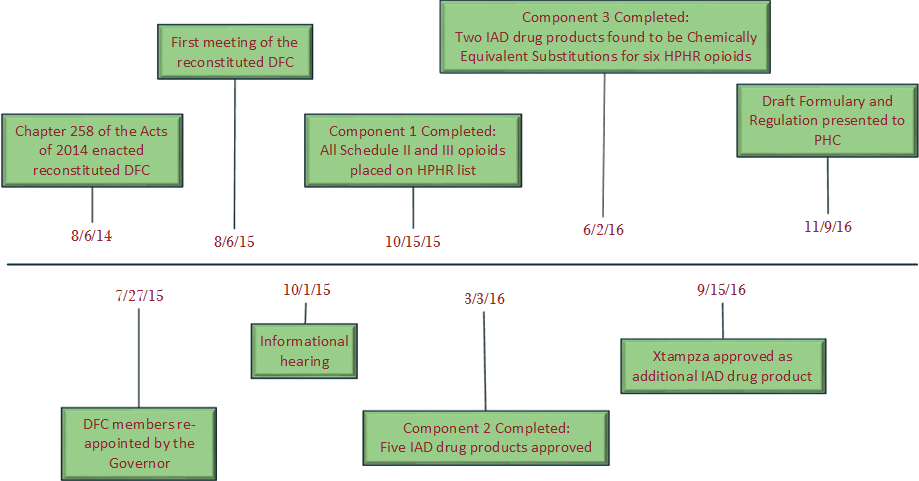 Component 3 Completed:
Two IAD drug products found to be Chemically
Equivalent Substitutions for six HPHR opioids
First meeting of the
reconstituted DFC
Draft Formulary and
Regulation presented to
PHC
Chapter 258 of the Acts
of 2014 enacted
reconstituted DFC
Component 1 Completed:
All Schedule II and III opioids
placed on HPHR list
8/6/14
8/6/15
10/15/15
6/2/16
11/9/16
7/27/15
10/1/15
3/3/16
9/15/16
Informational
hearing
Xtampza approved as
additional IAD drug product
DFC members re-
appointed by the
Governor
Component 2 Completed:
Five IAD drug products approved